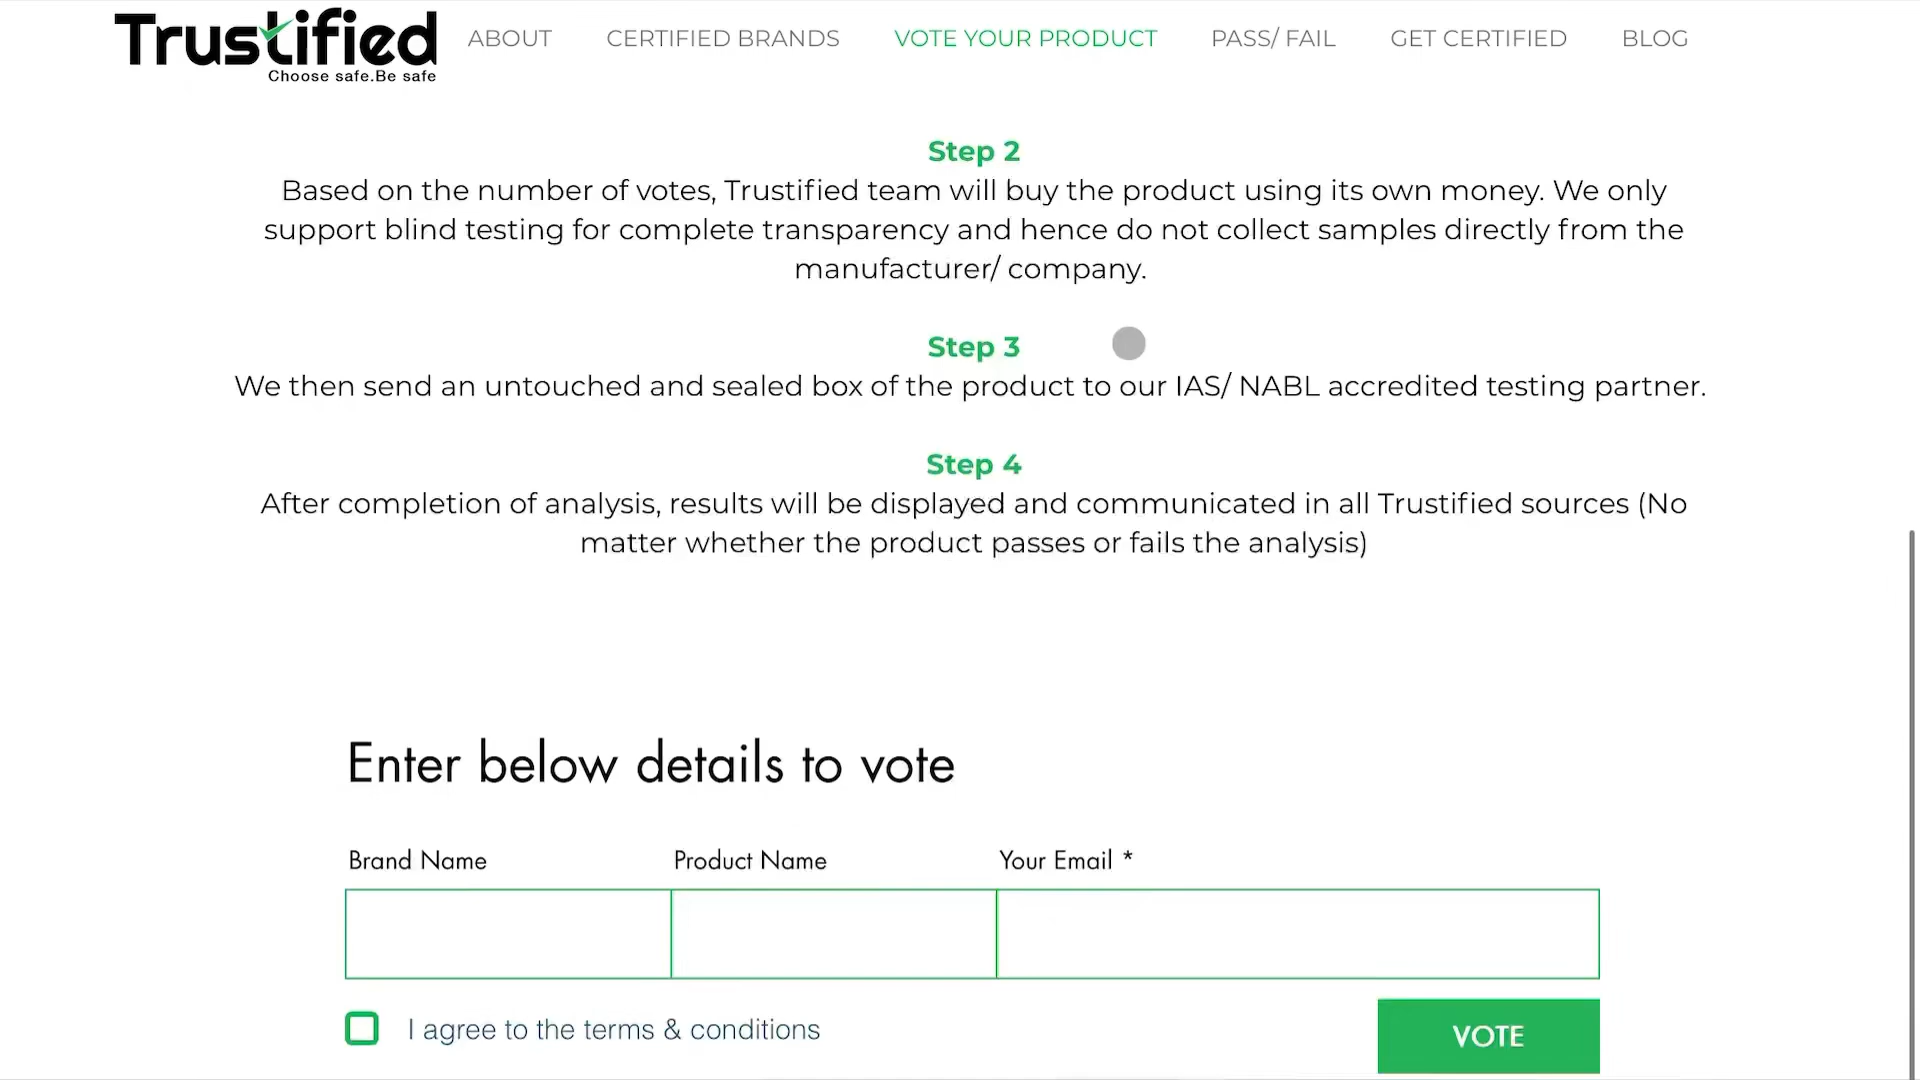 Trustified
Choose safe.Be safe
ABOUT
CERTIFIED BRANDS
VOTE YOUR PRODUCT
PASS/ FAIL
GET CERTIFIED
BLOG
Step 2
Based on the number of votes, Trustified team will buy the product using its own money. We only
support blind testing for complete transparency and hence do not collect samples directly from the
manufacturer/ company.
Step 3
We then send an untouched and sealed box of the product to our IAS/ NABL accredited testing partner.
Step 4
After completion of analysis, results will be displayed and communicated in all Trustified sources (No
matter whether the product passes or fails the analysis)
Enter below details to vote
Brand Name
Product Name
Your Email *
I agree to the terms & conditions
VOTE